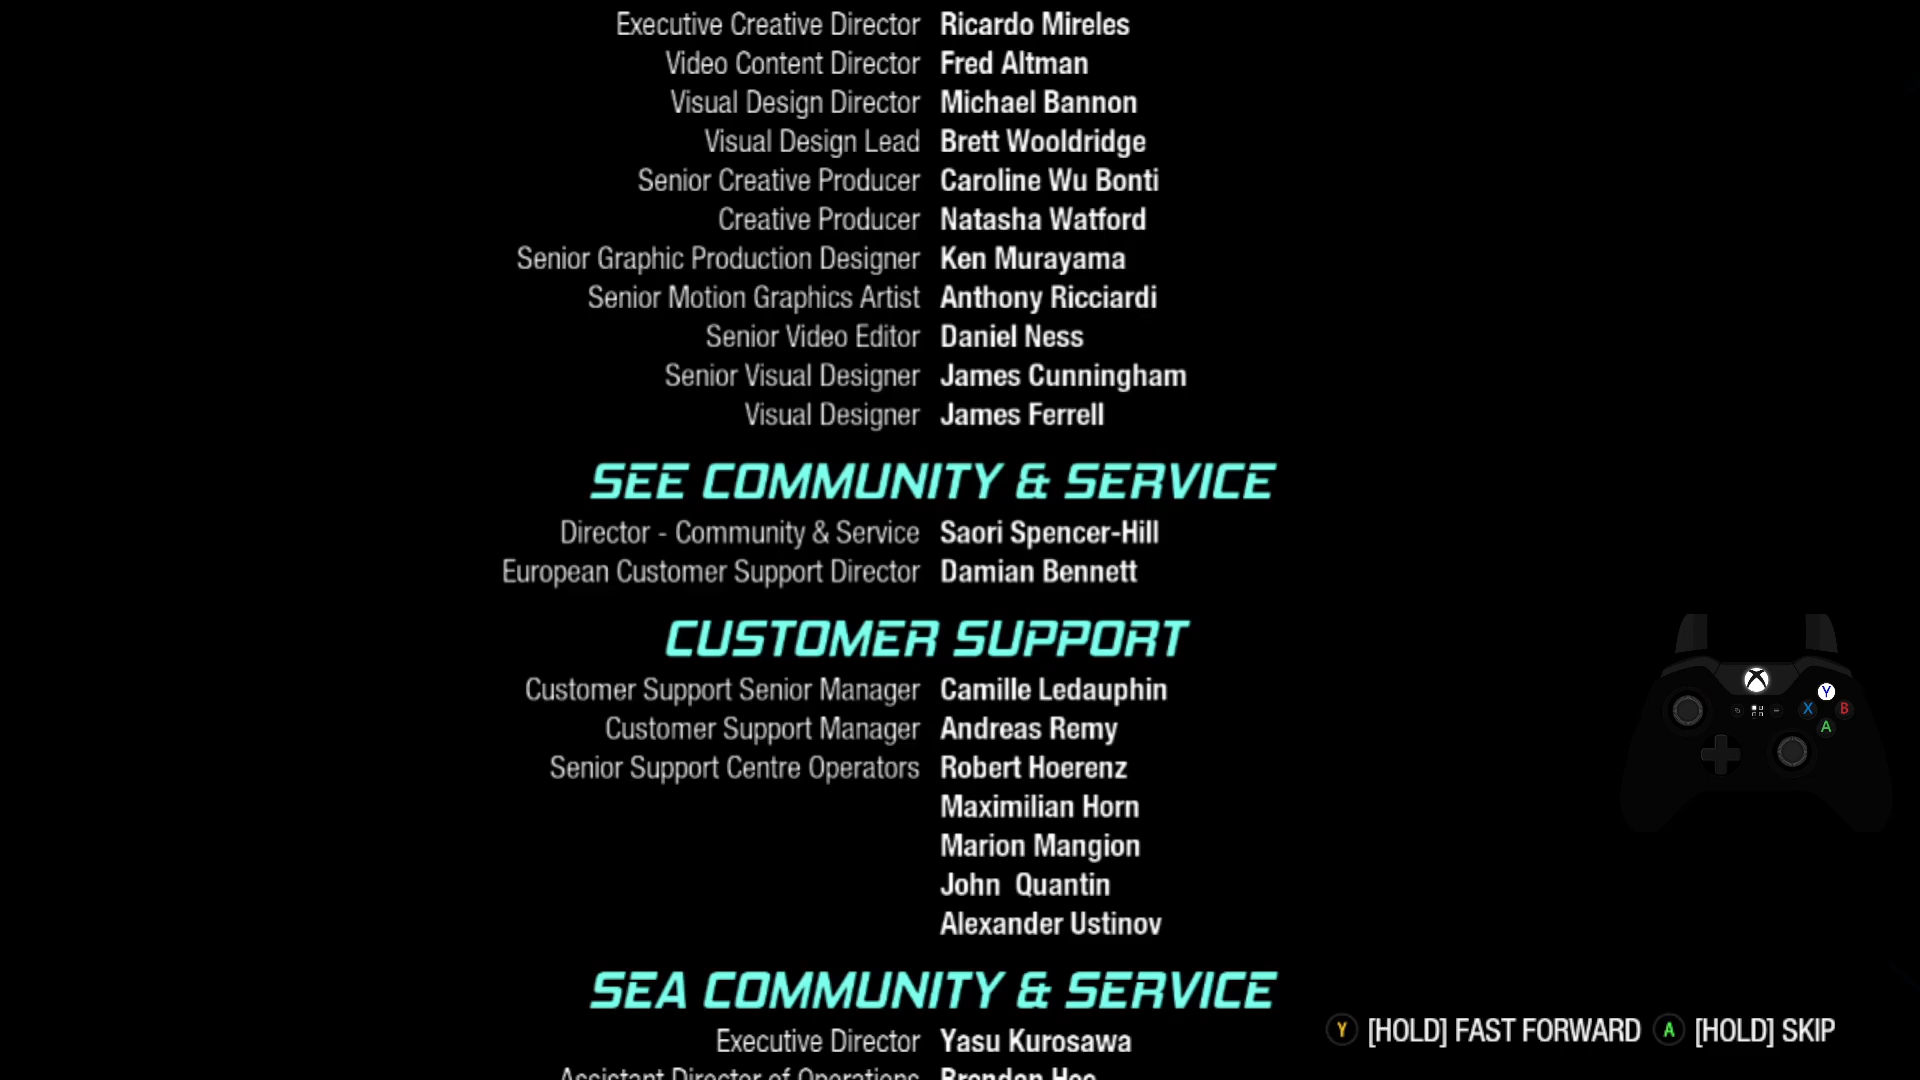 Executive Creative Director Ricardo Mireles
Video Content Director Fred Altman
Visual Design Director Michael Bannon
Visual Design Lead Brett Wooldridge
Senior Creative Producer Caroline Wu Bonti
Creative Producer Natasha Watford
Senior Graphic Production Designer Ken Murayama
Senior Motion Graphics Artist Anthony Ricciardi
Senior Video Editor Daniel Ness
Senior Visual Designer James Cunningham
Visual Designer James Ferrell
SEE COMMUNITY & SERVICE
Director - Community & Service Saori Spencer-Hill
European Customer Support Director Damian Bennett
CUSTOMER SUPPORT
Customer Support Senior Manager Camille Ledauphin
Customer Support Manager Andreas Remy
Senior Support Centre Operators Robert Hoerenz
Maximilian Horn
Marion Mangion
John Quantin
Alexander Ustinov
SEA COMMUNITY & SERVICE
Executive Director Yasu Kurosawa
Assistant Director of Operations Brendan
Y
X B
A
Y [HOLD] FAST FORWARD A [HOLD] SKIP